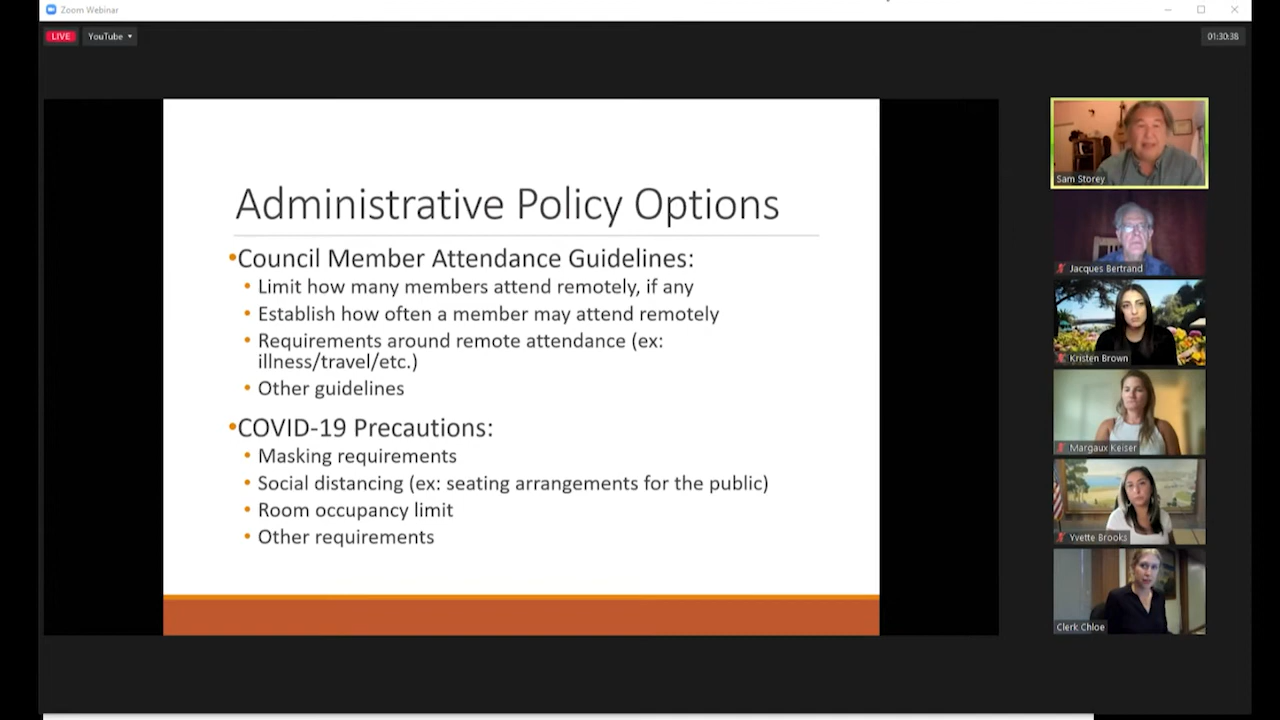 Zoom Webinar
LIVE
YouTube
01:30:38
Administrative Policy Options
•Council Member Attendance Guidelines:
• Limit how many members attend remotely, if any
• Establish how often a member may attend remotely
• Requirements around remote attendance (ex:
illness/travel/etc.)
• Other guidelines
•COVID-19 Precautions:
• Masking requirements
• Social distancing (ex: seating arrangements for the public)
• Room occupancy limit
• Other requirements
Sam Storey
Jacques Bertrand
Kristen Brown
Margaux Keiser
Yvette Brooks
Clerk Chloe